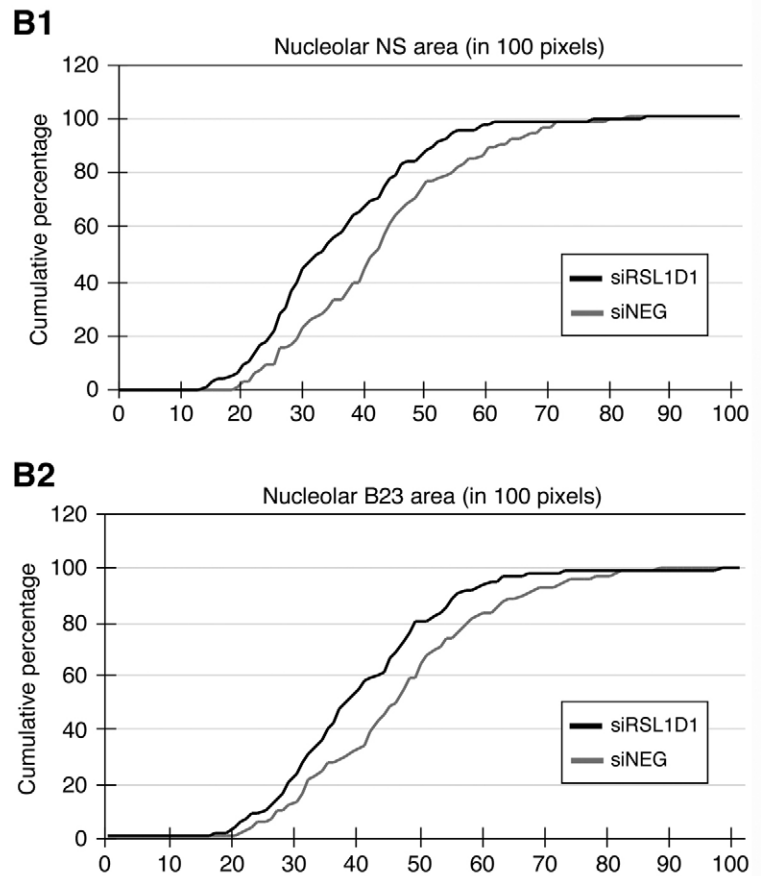 B1
Nucleolar NS area (in 100 pixels)
Cumulative percentage
120
100
80
60
40
20
0
siRSL1D1
siNEG
0 10 20 30 40 50 60 70 80 90 100
B2
Nucleolar B23 area (in 100 pixels)
Cumulative percentage
120
100
80
60
40
20
0
siRSL1D1
siNEG
0 10 20 30 40 50 60 70 80 90 100